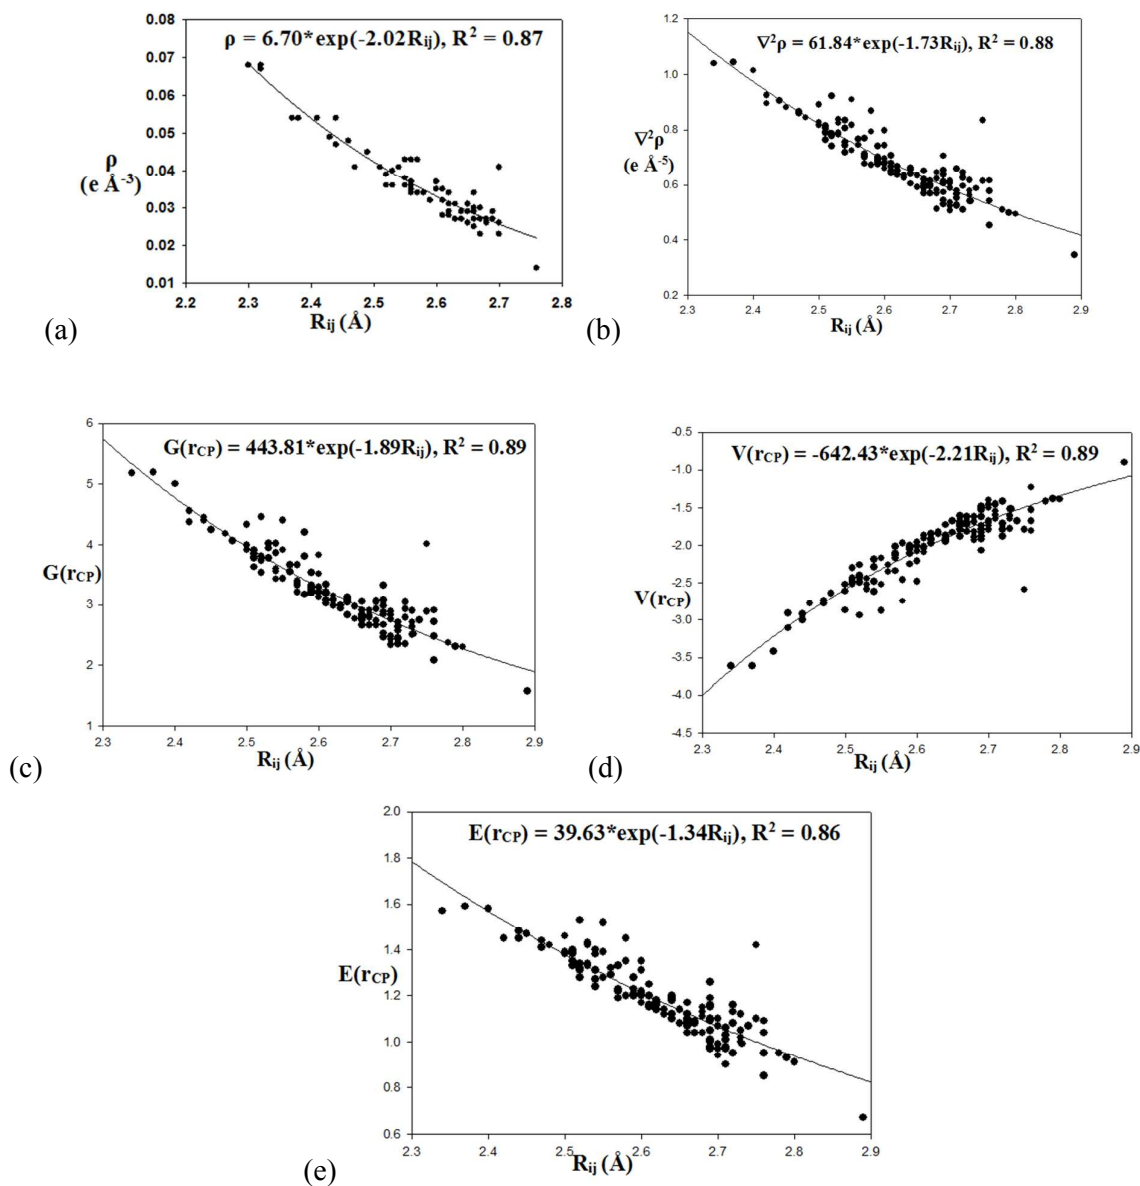 0.08
0.07
0.06
0.05
0.04
0.03
0.02
0.01
ρ
(e Å⁻³)
ρ = 6.70*exp(-2.02Rᵢⱼ), R² = 0.87
2.2 2.3 2.4 2.5 2.6 2.7 2.8
Rᵢⱼ (Å)
(a)
1.2
1.0
0.8
0.6
0.4
0.2
∇²ρ
(e Å⁻⁵)
∇²ρ = 61.84*exp(-1.73Rᵢⱼ), R² = 0.88
2.3 2.4 2.5 2.6 2.7 2.8 2.9
Rᵢⱼ (Å)
(b)
6
5
4
3
2
1
G(r_CP)
G(r_CP) = 443.81*exp(-1.89Rᵢⱼ), R² = 0.89
2.3 2.4 2.5 2.6 2.7 2.8 2.9
Rᵢⱼ (Å)
(c)
-0.5
-1.0
-1.5
-2.0
-2.5
-3.0
-3.5
-4.0
-4.5
V(r_CP)
V(r_CP) = -642.43*exp(-2.21Rᵢⱼ), R² = 0.89
2.3 2.4 2.5 2.6 2.7 2.8 2.9
Rᵢⱼ (Å)
(d)
2.0
1.8
1.6
1.4
1.2
1.0
0.8
0.6
E(r_CP)
E(r_CP) = 39.63*exp(-1.34Rᵢⱼ), R² = 0.86
2.3 2.4 2.5 2.6 2.7 2.8 2.9
Rᵢⱼ (Å)
(e)